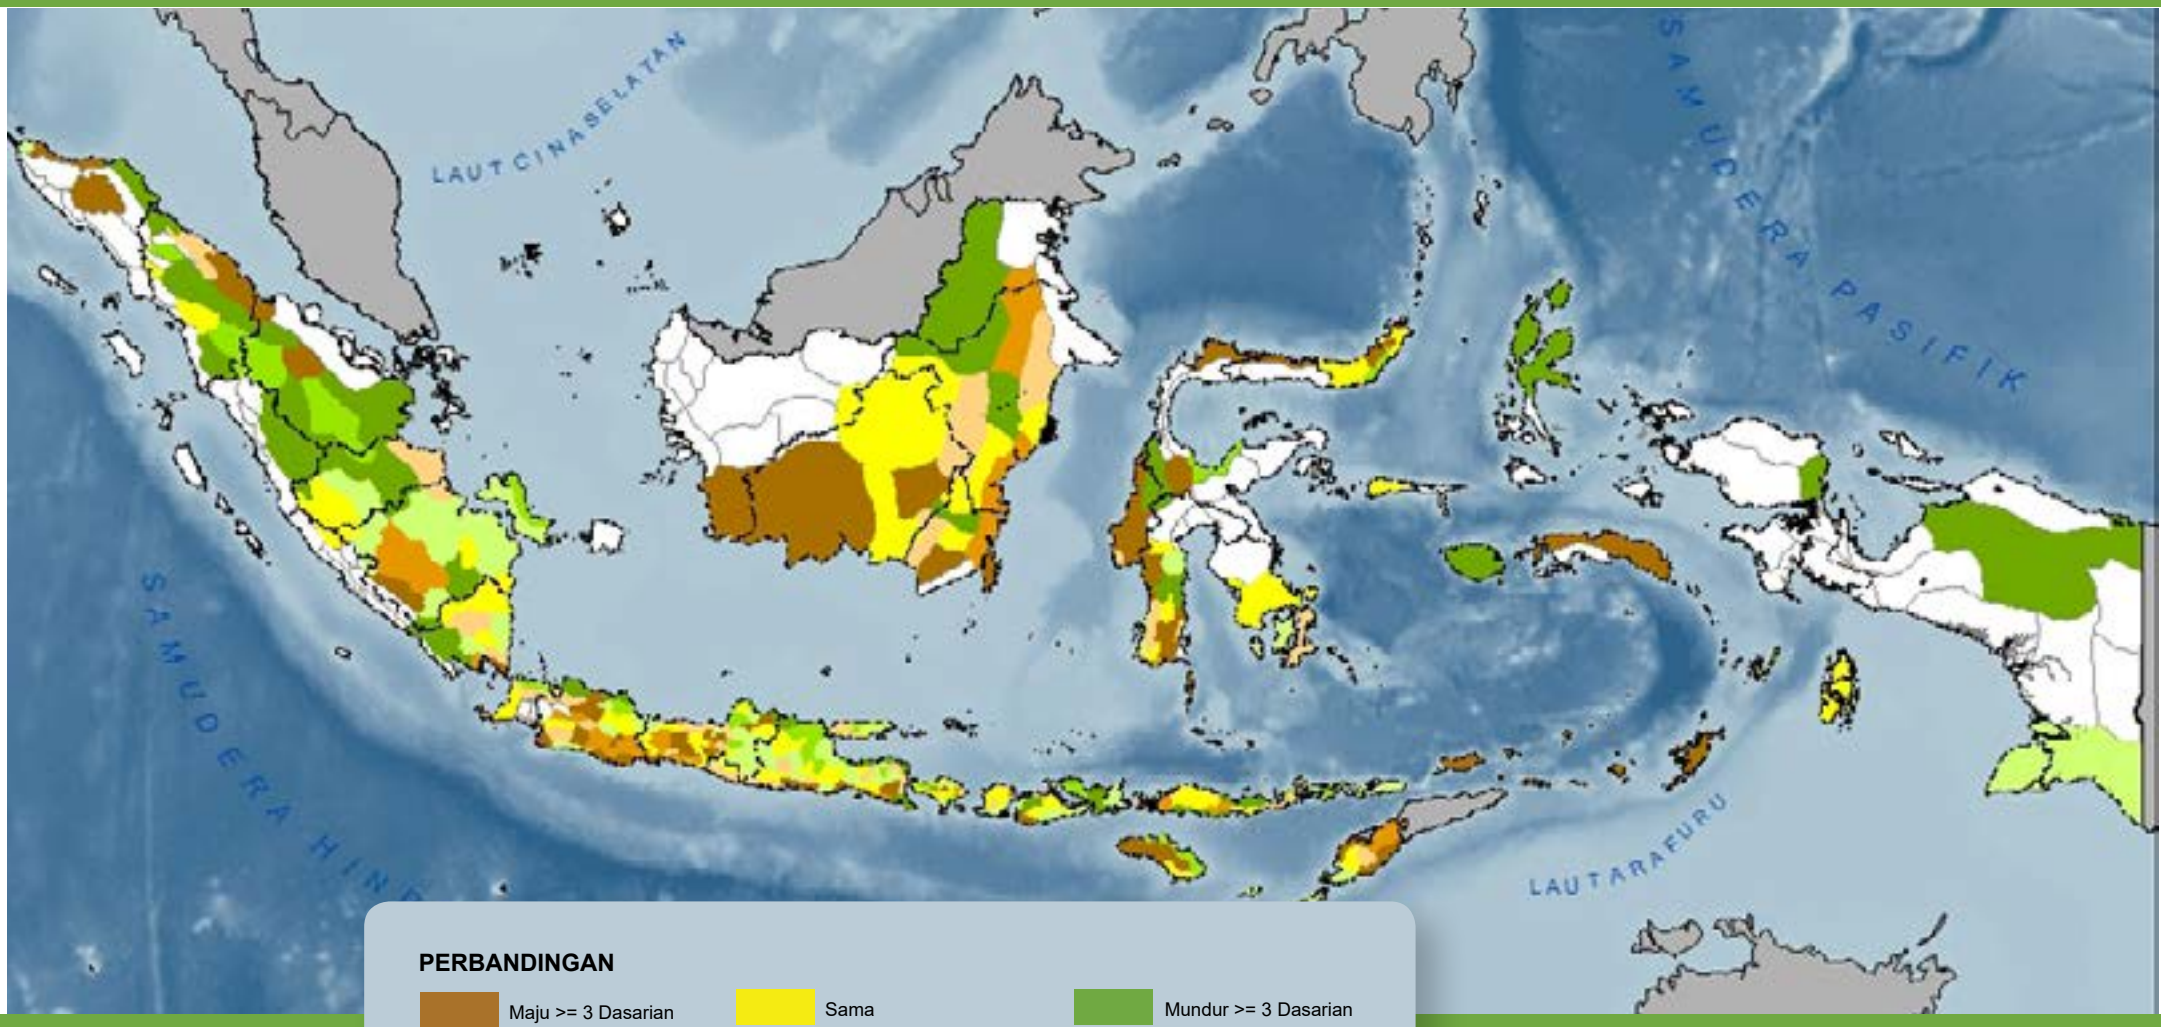 LAUT CINA SELATAN
SAMUDERA PASIFIK
SAMUDERA HIN
LAUT ARAFURU
PERBANDINGAN
Maju >= 3 Dasarian
Sama
Mundur >= 3 Dasarian